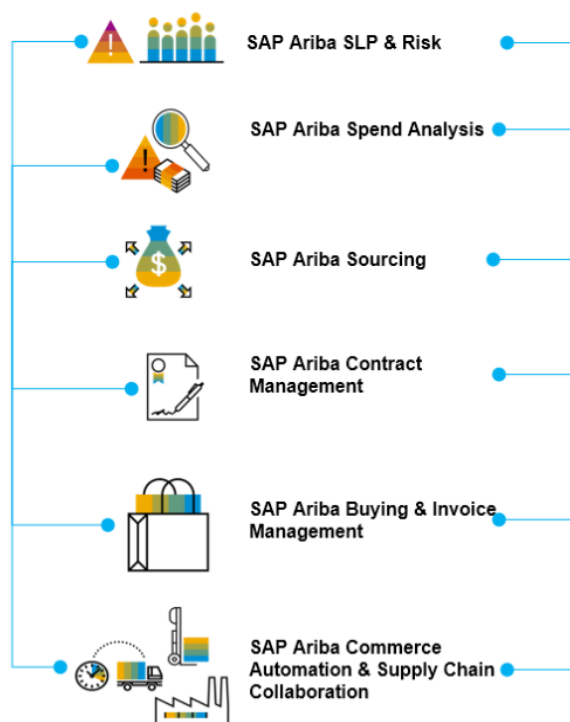 SAP Ariba SLP & Risk
SAP Ariba Spend Analysis
SAP Ariba Sourcing
$
SAP Ariba Contract
Management
SAP Ariba Buying & Invoice
Management
SAP Ariba Commerce
Automation & Supply Chain
Collaboration